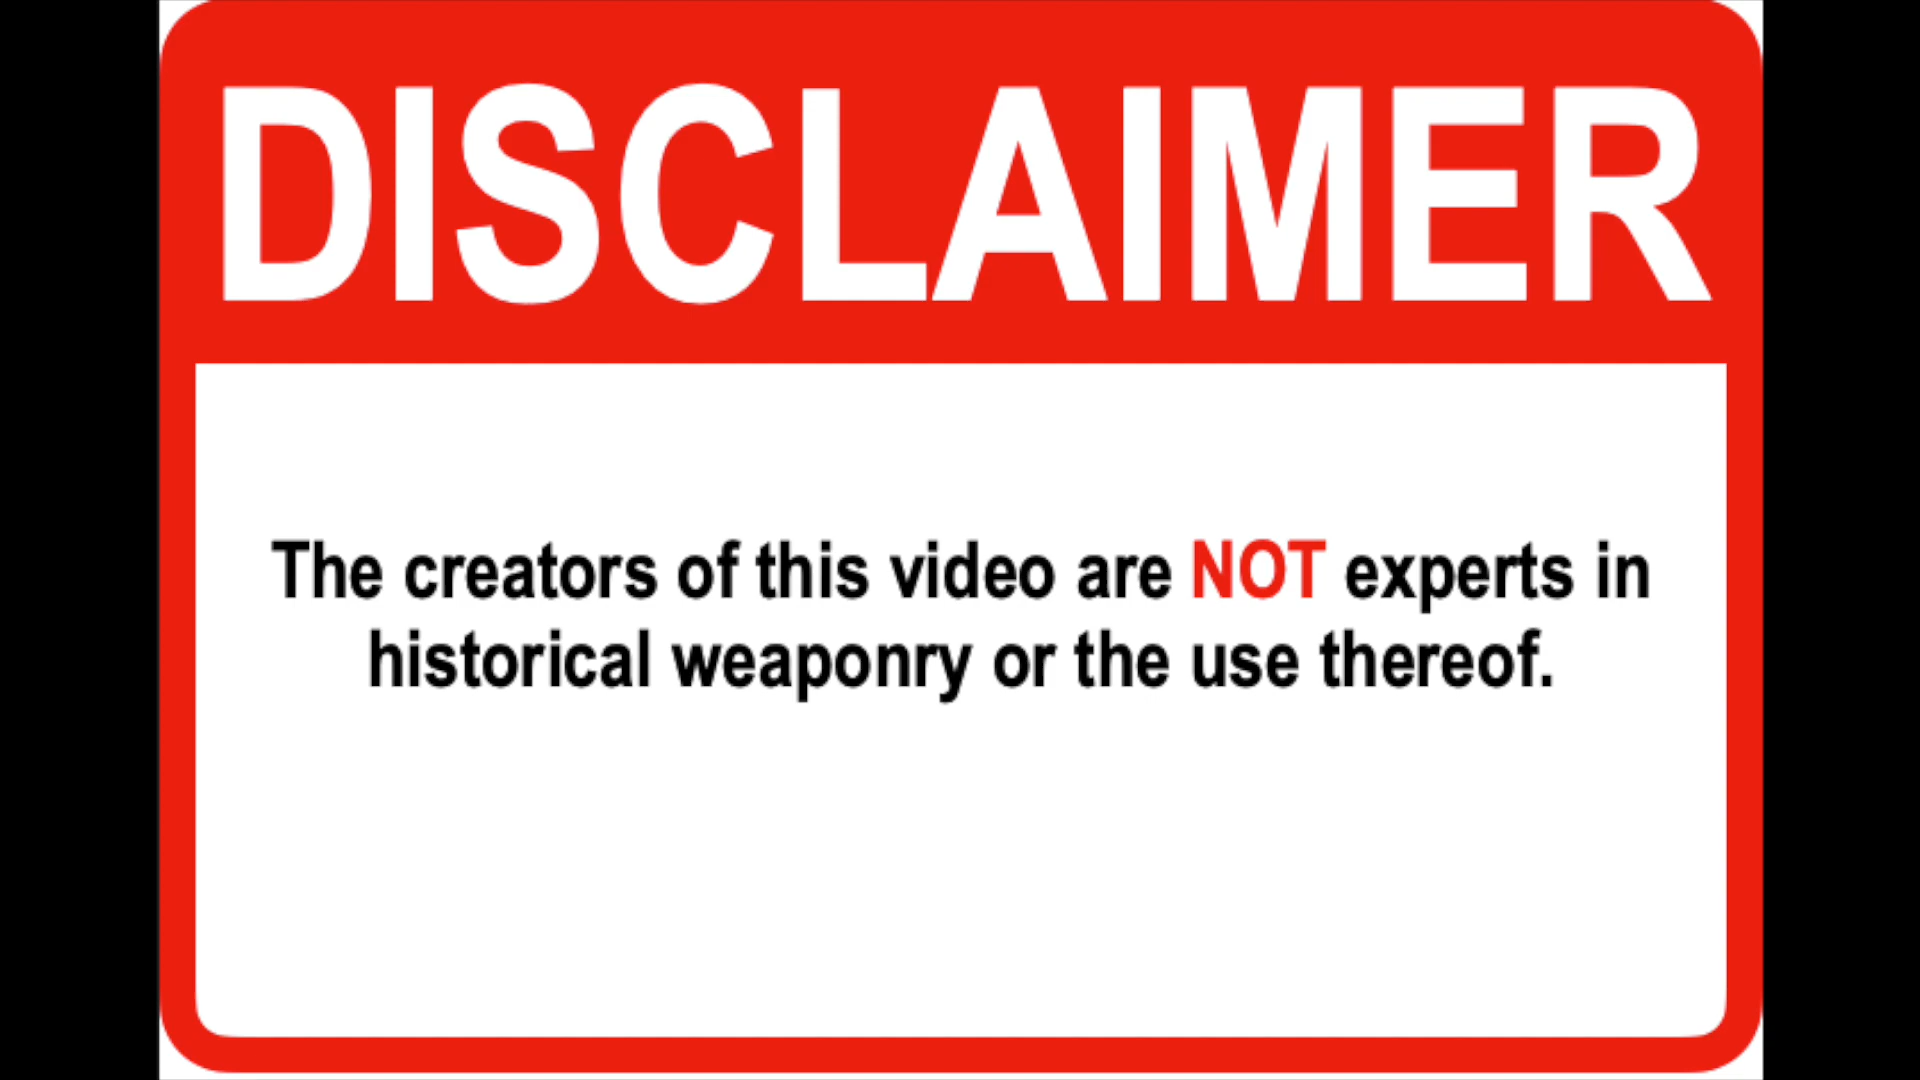 DISCLAIMER
The creators of this video are NOT experts in
historical weaponry or the use thereof.